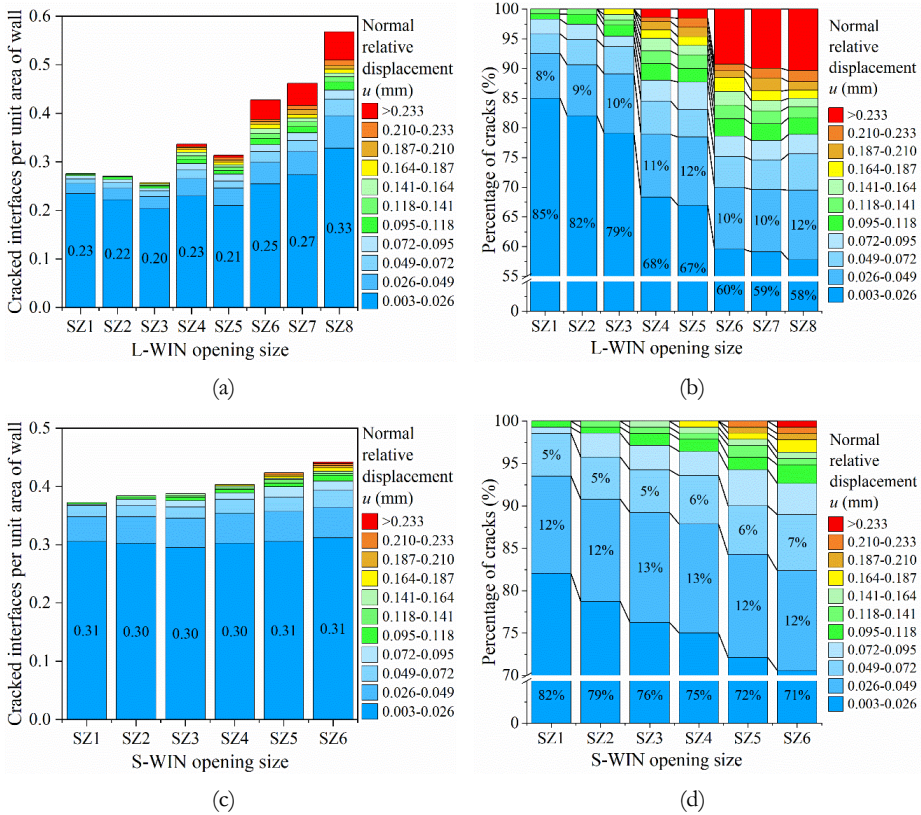 Cracked interfaces per unit area of wall
0.6
0.5
0.4
0.3
0.2
0.1
0.0
0.23
0.22
0.20
0.23
0.21
0.25
0.27
0.33
SZ1 SZ2 SZ3 SZ4 SZ5 SZ6 SZ7 SZ8
L-WIN opening size
Normal
relative
displacement
u (mm)
>0.233
0.210-0.233
0.187-0.210
0.164-0.187
0.141-0.164
0.118-0.141
0.095-0.118
0.072-0.095
0.049-0.072
0.026-0.049
0.003-0.026
(a)
Percentage of cracks (%)
100
95
90
85
80
75
70
65
60
55
0
8% 9% 10% 11% 12% 10% 10% 12%
85% 82% 79% 68% 67% 60% 59% 58%
SZ1 SZ2 SZ3 SZ4 SZ5 SZ6 SZ7 SZ8
L-WIN opening size
Normal
relative
displacement
u (mm)
>0.233
0.210-0.233
0.187-0.210
0.164-0.187
0.141-0.164
0.118-0.141
0.095-0.118
0.072-0.095
0.049-0.072
0.026-0.049
0.003-0.026
(b)
Cracked interfaces per unit area of wall
0.5
0.4
0.3
0.2
0.1
0.0
0.31 0.30 0.30 0.30 0.31 0.31
SZ1 SZ2 SZ3 SZ4 SZ5 SZ6
S-WIN opening size
Normal
relative
displacement
u (mm)
>0.233
0.210-0.233
0.187-0.210
0.164-0.187
0.141-0.164
0.118-0.141
0.095-0.118
0.072-0.095
0.049-0.072
0.026-0.049
0.003-0.026
(c)
Percentage of cracks (%)
100
95
90
85
80
75
70
0
5% 5% 5% 6% 6% 7%
12% 12% 13% 13% 12% 12%
82% 79% 76% 75% 72% 71%
SZ1 SZ2 SZ3 SZ4 SZ5 SZ6
S-WIN opening size
Normal
relative
displacement
u (mm)
>0.233
0.210-0.233
0.187-0.210
0.164-0.187
0.141-0.164
0.118-0.141
0.095-0.118
0.072-0.095
0.049-0.072
0.026-0.049
0.003-0.026
(d)